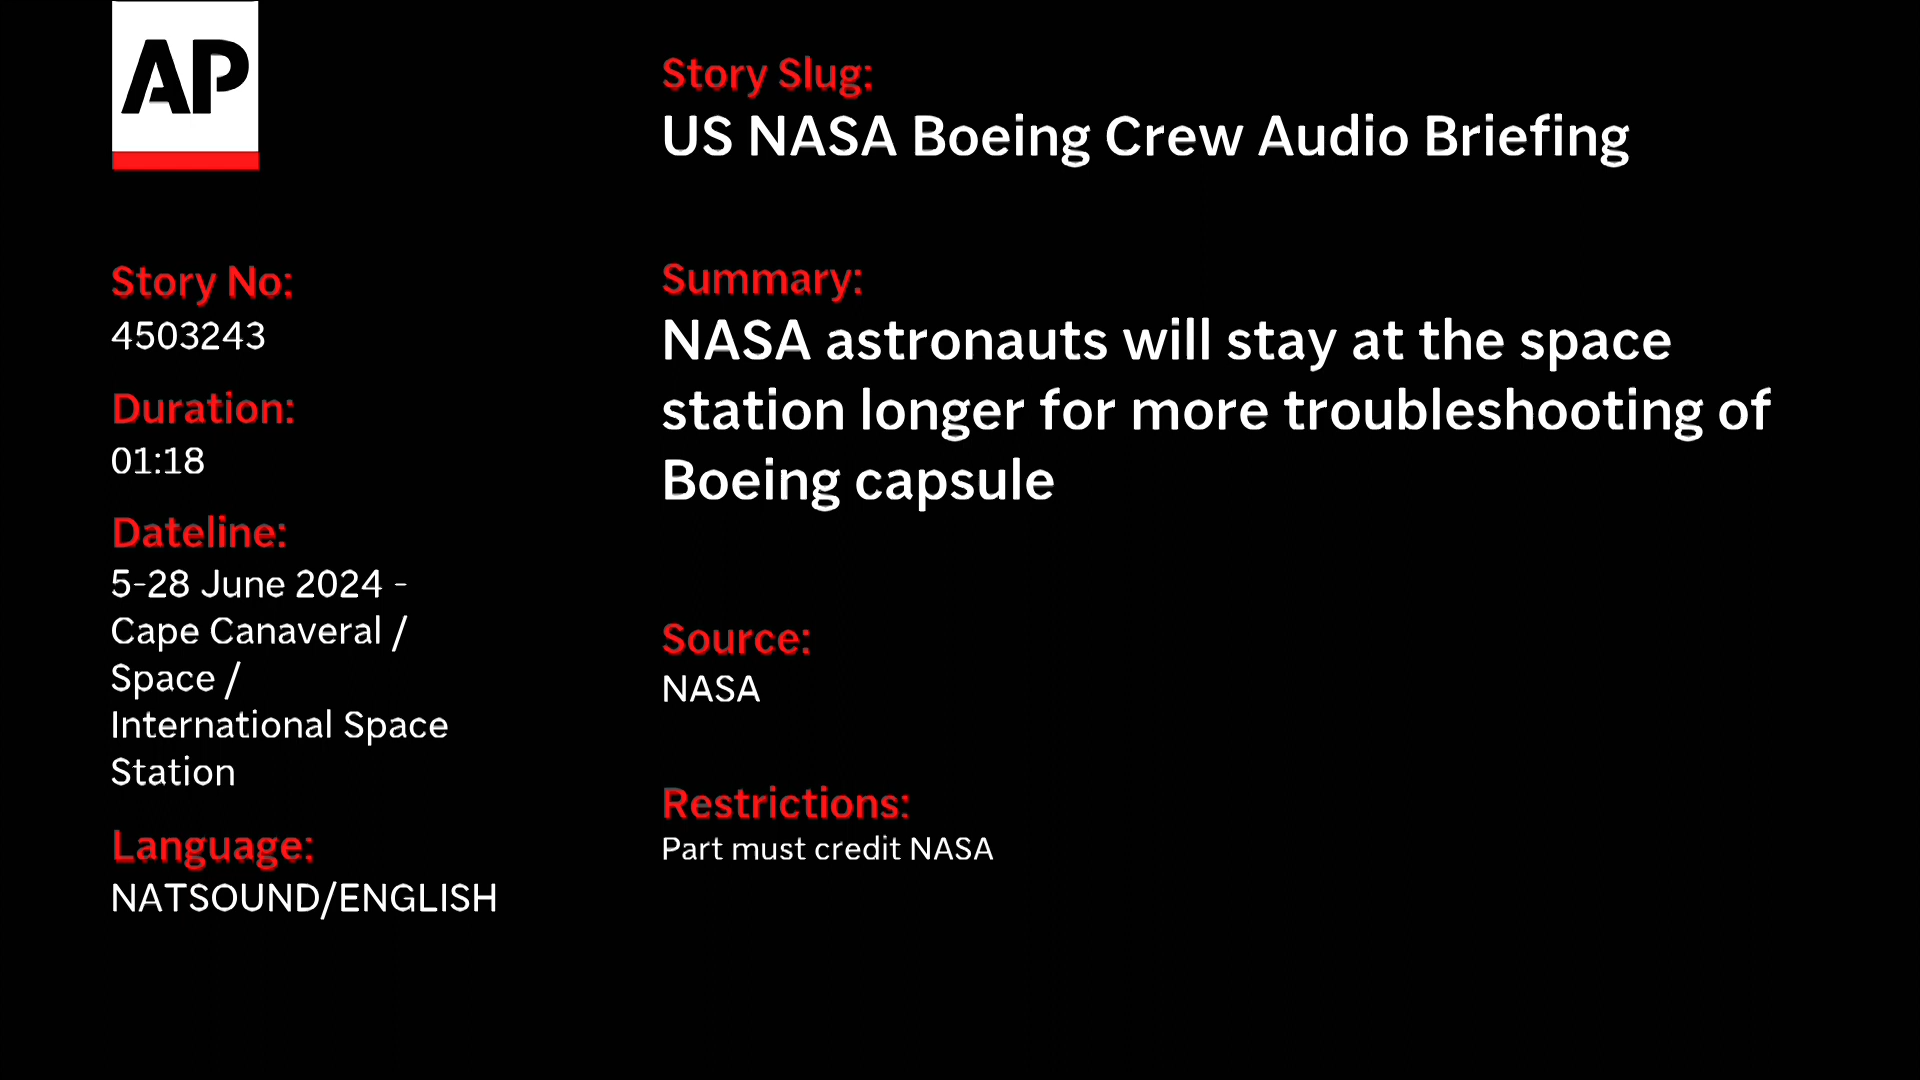 AP
Story Slug:
US NASA Boeing Crew Audio Briefing
Story No:
4503243
Duration:
01:18
Dateline:
5-28 June 2024 -
Cape Canaveral /
Space /
International Space
Station
Language:
NATSOUND/ENGLISH
Summary:
NASA astronauts will stay at the space
station longer for more troubleshooting of
Boeing capsule
Source:
NASA
Restrictions:
Part must credit NASA